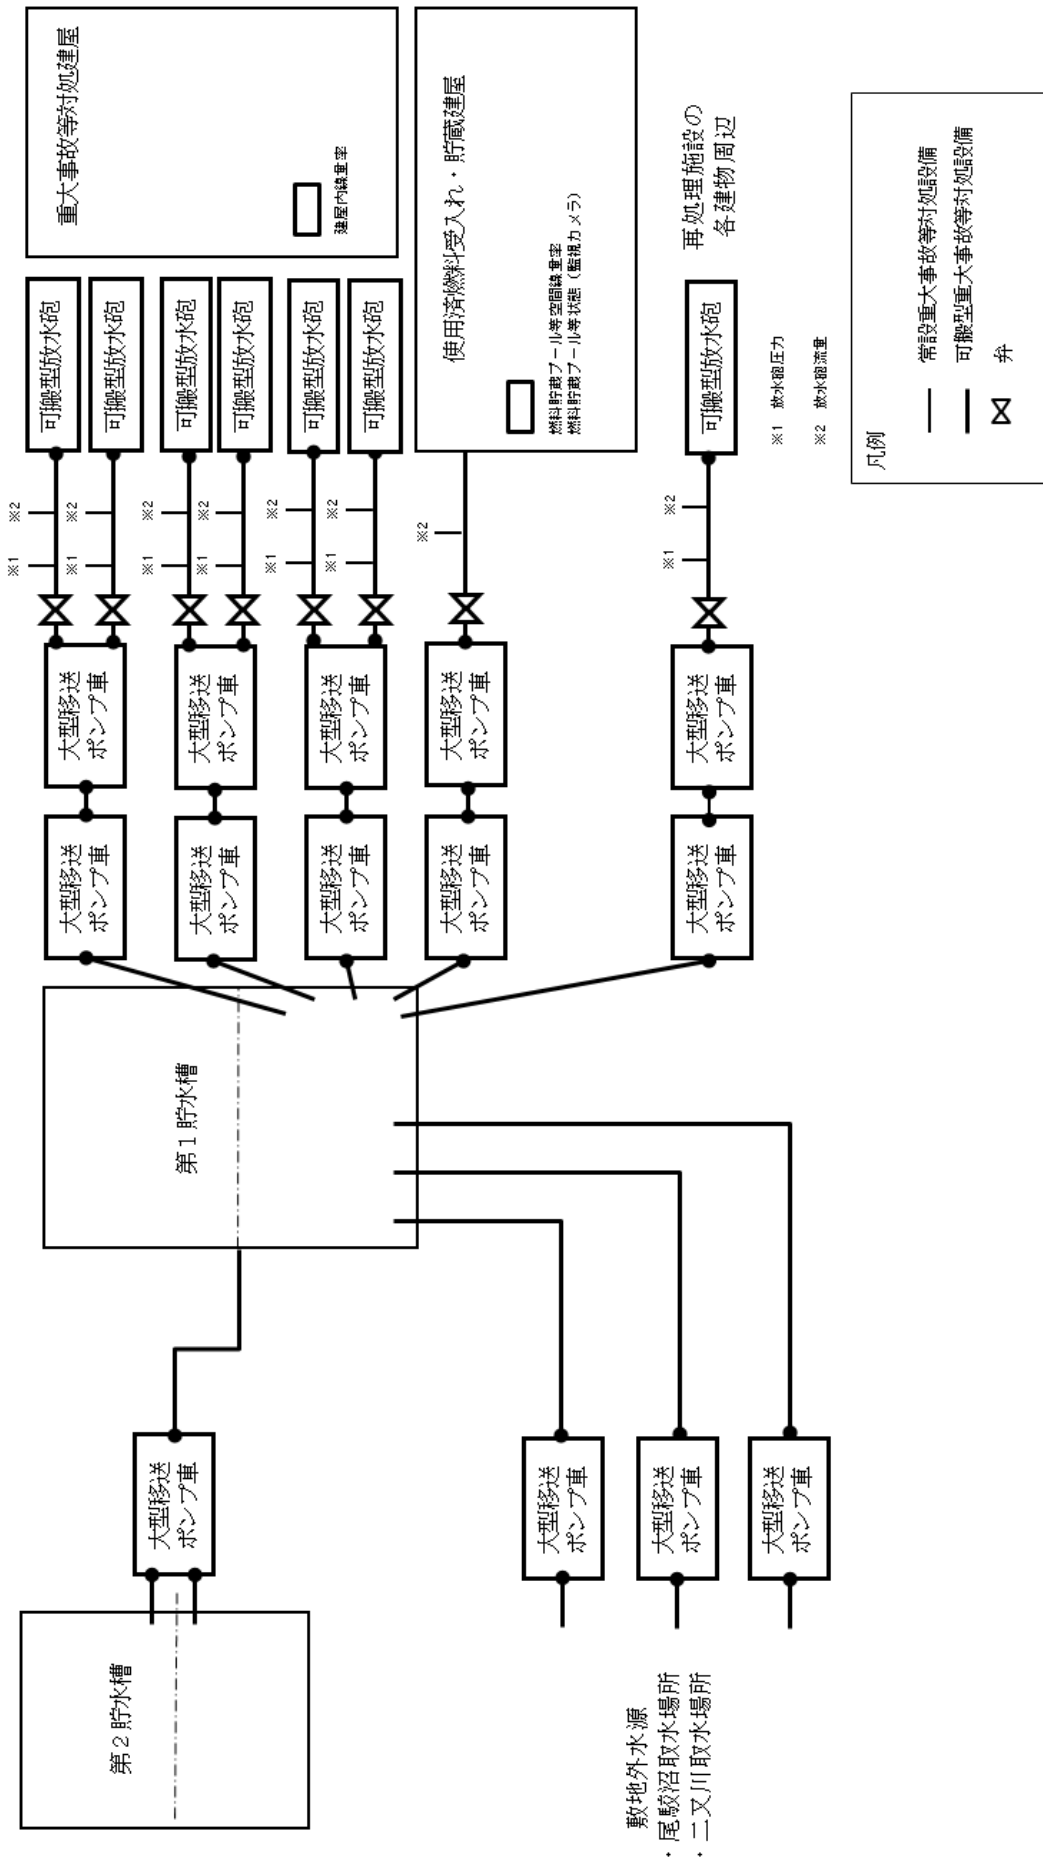 第2貯水槽
大型移送
ポンプ車
第1貯水槽
大型移送
ポンプ車
大型移送
ポンプ車
※1
※2
可搬型放水砲
※1
※2
可搬型放水砲
大型移送
ポンプ車
大型移送
ポンプ車
※1
※2
可搬型放水砲
※1
※2
可搬型放水砲
大型移送
ポンプ車
大型移送
ポンプ車
※1
※2
可搬型放水砲
※1
※2
可搬型放水砲
重大事故等対処建屋
建屋内線量率
大型移送
ポンプ車
大型移送
ポンプ車
※2
使用済燃料受入れ・貯蔵建屋
燃料貯蔵プール等空間線量率
燃料貯蔵プール等状態（監視カメラ）
敷地外水源
・尾駮沼取水場所
・二又川取水場所
大型移送
ポンプ車
大型移送
ポンプ車
大型移送
ポンプ車
大型移送
ポンプ車
大型移送
ポンプ車
※1
※2
可搬型放水砲
再処理施設の
各建物周辺
※1　放水砲圧力
※2　放水砲流量
凡例
常設重大事故等対処設備
可搬型重大事故等対処設備
弁